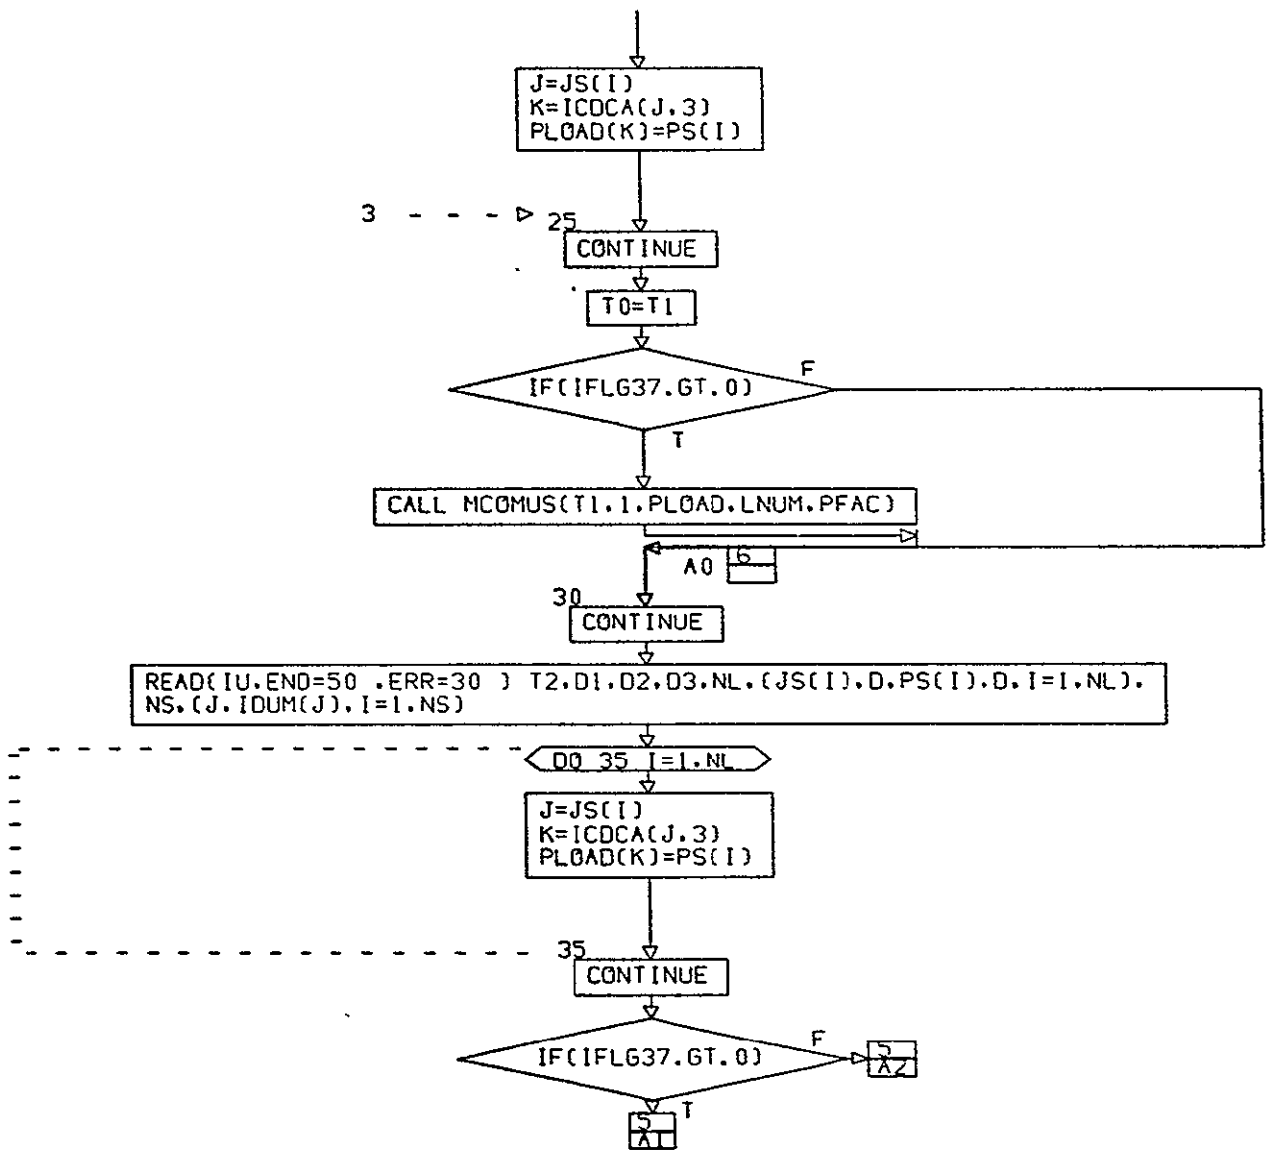 J=JS(I)
K=ICDCA(J.3)
PLOAD(K)=PS(I)
3
25
CONTINUE
T0=T1
IF(IFLG37.GT.0)
F
T
CALL MCOMUS(T1.1.PLOAD.LNUM.PFAC)
A0
6
30
CONTINUE
READ(IU.END=50 .ERR=30 ) T2.D1.D2.D3.NL.(JS(I).D.PS(I).D.I=1.NL).
NS.(J.IDUM(J).I=1.NS)
DO 35 I=1.NL
J=JS(I)
K=ICDCA(J.3)
PLOAD(K)=PS(I)
35
CONTINUE
IF(IFLG37.GT.0)
F
5
A2
T
5
A1